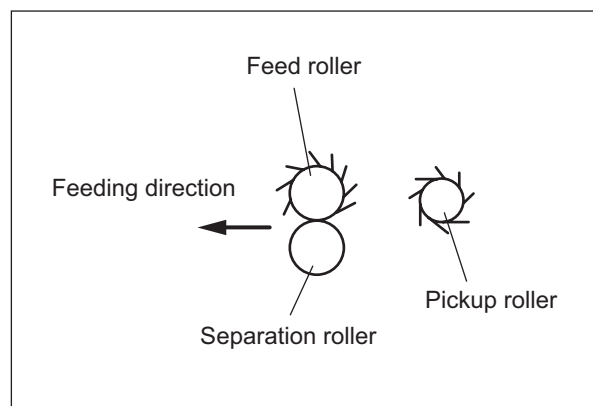 Feed roller
Feeding direction
Pickup roller
Separation roller